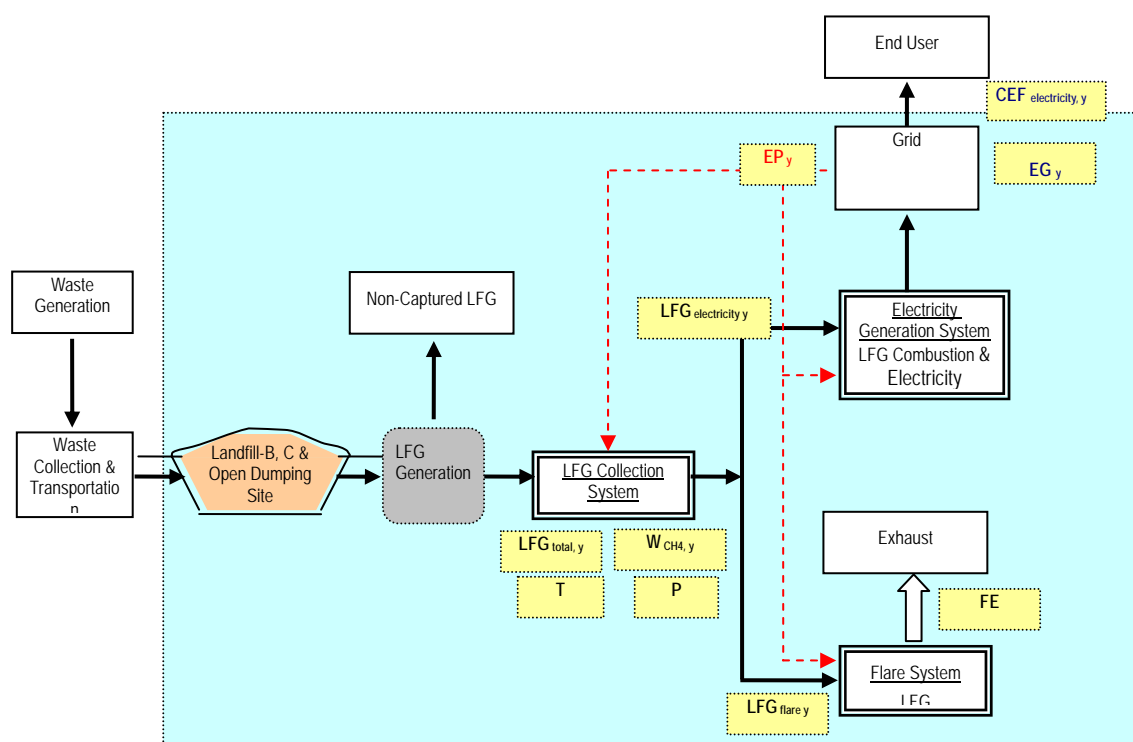 End User
CEF electricity, y
Grid
EP y
EG y
Waste
Generation
Non-Captured LFG
LFG electricity y
Electricity
Generation System
LFG Combustion &
Electricity
Waste
Collection &
Transportatio
n
Landfill-B, C &
Open Dumping
Site
LFG
Generation
LFG Collection
System
LFG total, y
W CH4, y
T
P
Exhaust
FE
Flare System
LFG
LFG flare y